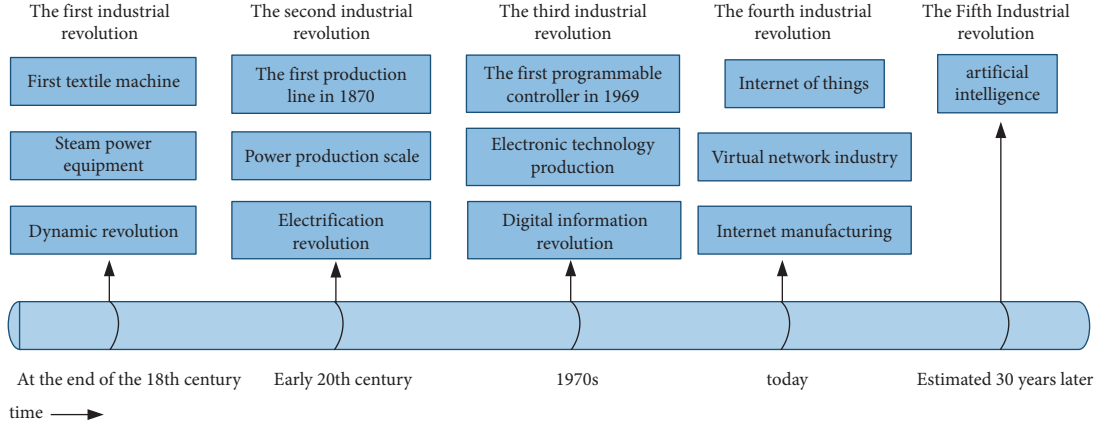 The first industrial
revolution
The second industrial
revolution
The third industrial
revolution
The fourth industrial
revolution
The Fifth Industrial
revolution
First textile machine
The first production
line in 1870
The first programmable
controller in 1969
Internet of things
artificial
intelligence
Steam power
equipment
Power production scale
Electronic technology
production
Virtual network industry
Dynamic revolution
Electrification
revolution
Digital information
revolution
Internet manufacturing
At the end of the 18th century
Early 20th century
1970s
today
Estimated 30 years later
time